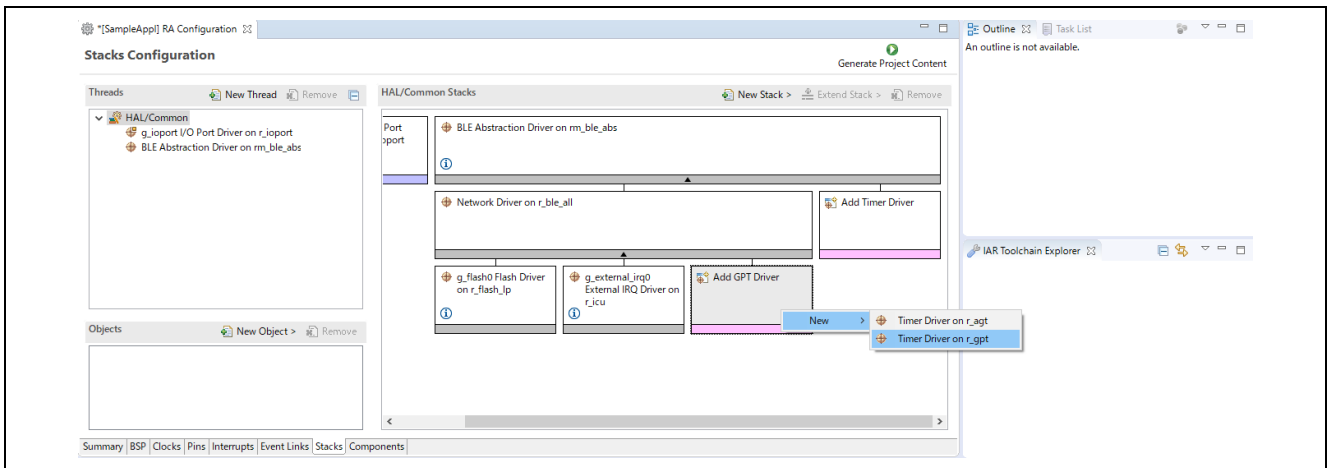 *[SampleAppl] RA Configuration
Outline
Task List
An outline is not available.
Stacks Configuration
Generate Project Content
Threads
New Thread
Remove
HAL/Common Stacks
New Stack >
Extend Stack >
Remove
HAL/Common
g_ioport I/O Port Driver on r_ioport
BLE Abstraction Driver on rm_ble_abs
Port
BLE Abstraction Driver on rm_ble_abs
Network Driver on r_ble_all
Add Timer Driver
IAR Toolchain Explorer
g_flash0 Flash Driver
on r_flash_lp
g_external_irq0
External IRQ Driver on
r_icu
Add GPT Driver
New >
Timer Driver on r_agt
Timer Driver on r_gpt
Objects
New Object >
Remove
Summary BSP Clocks Pins Interrupts Event Links Stacks Components